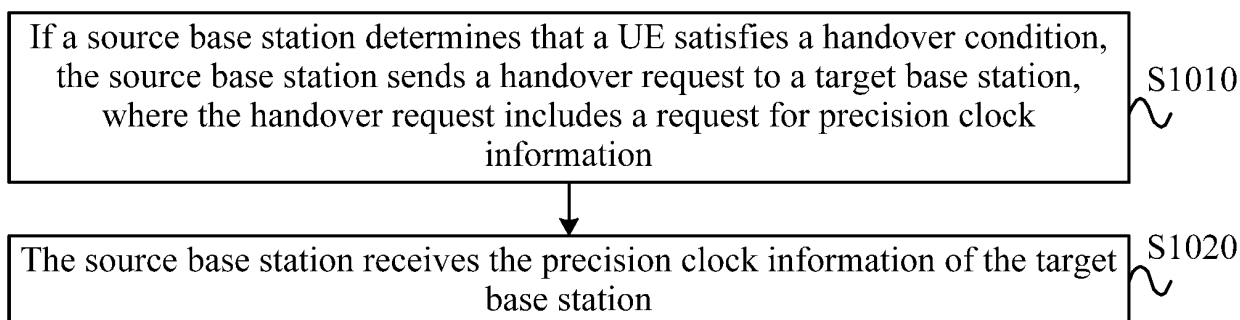 If a source base station determines that a UE satisfies a handover condition,
the source base station sends a handover request to a target base station,
where the handover request includes a request for precision clock
information
S1010
The source base station receives the precision clock information of the target
base station
S1020